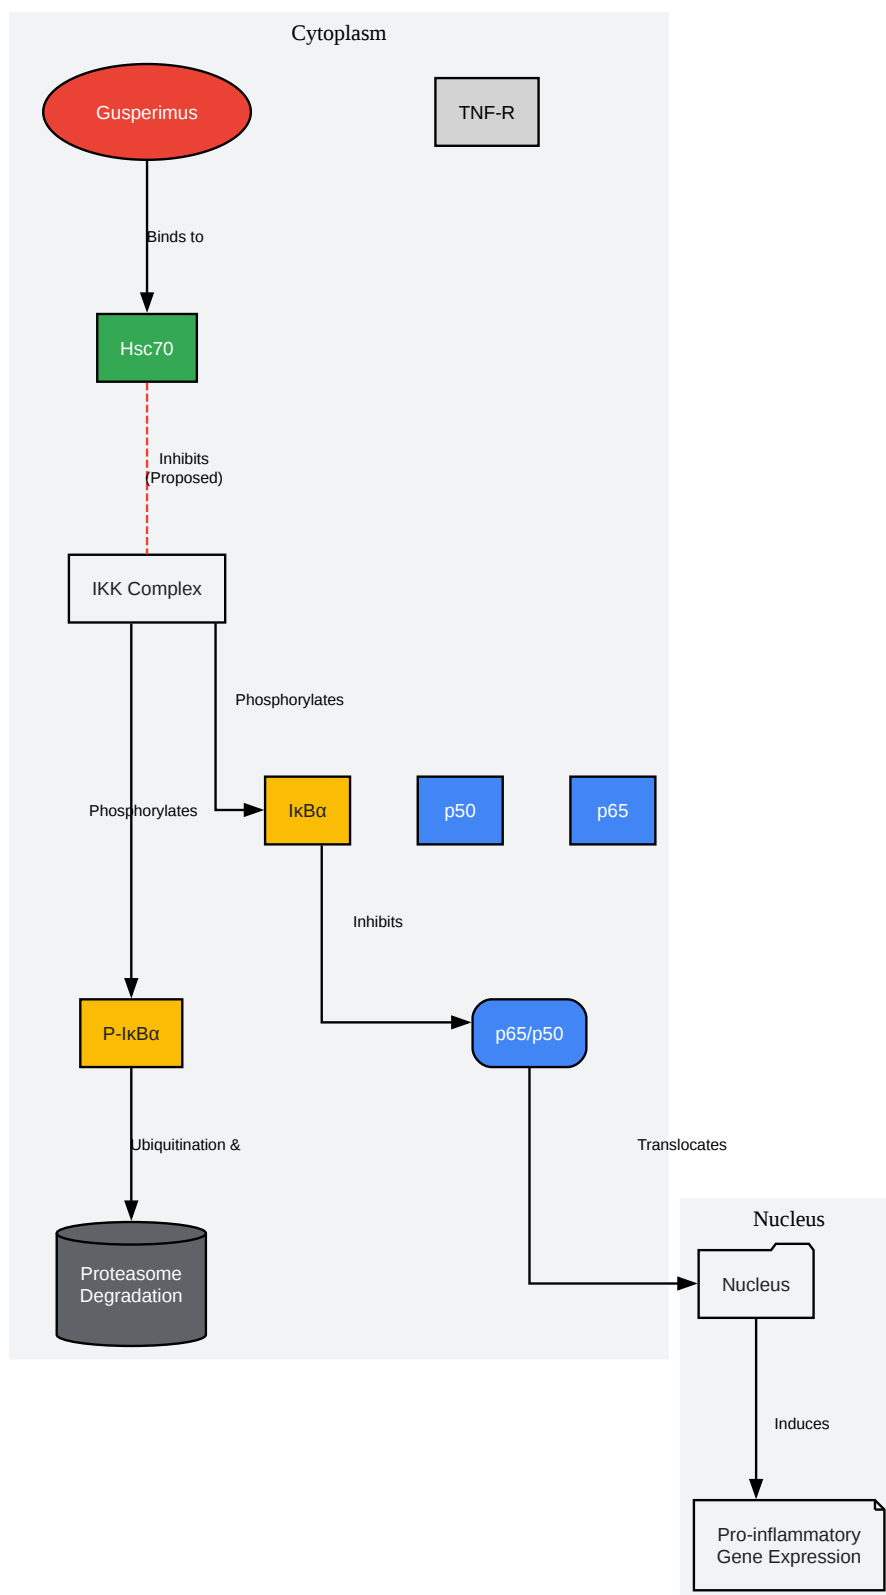 Cytoplasm
Gusperimus
TNF-R
Binds to
Hsc70
Inhibits
(Proposed)
IKK Complex
Phosphorylates
Phosphorylates
IκBα
p50
p65
Inhibits
P-IκBα
p65/p50
Ubiquitination &
Translocates
Nucleus
Proteasome
Degradation
Nucleus
Induces
Pro-inflammatory
Gene Expression